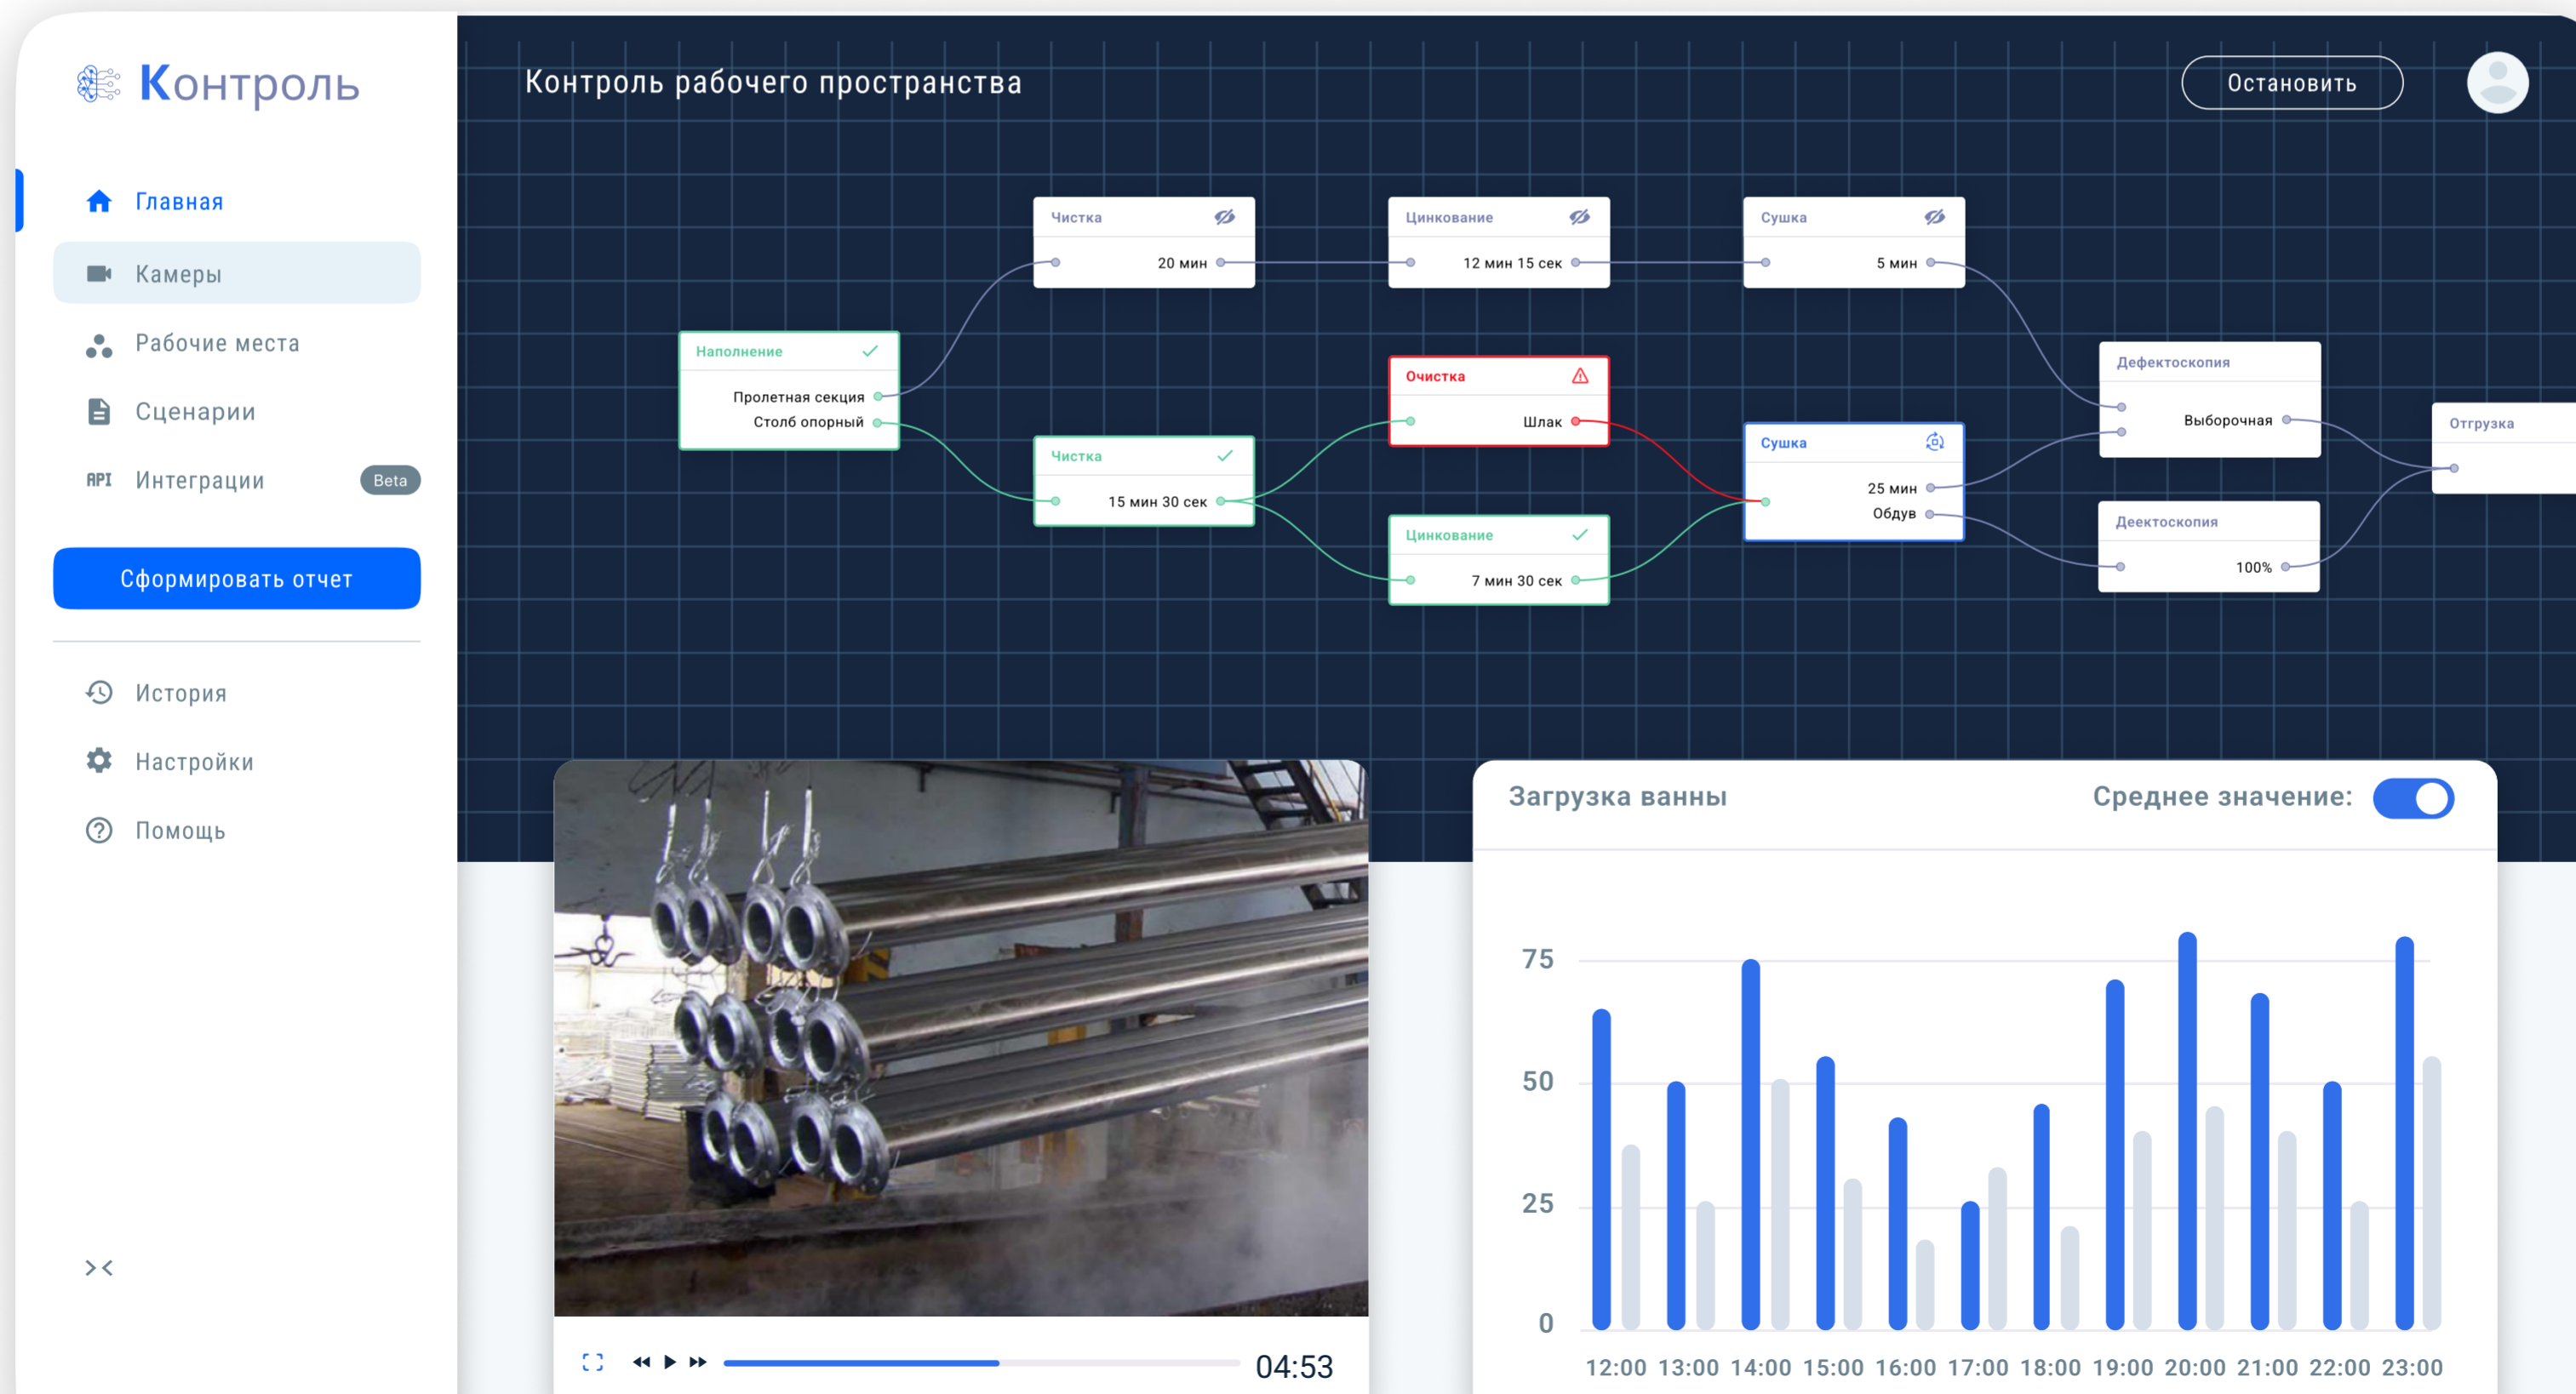 Контроль
Главная
Камеры
Рабочие места
Сценарии
API Интеграции Beta
Сформировать отчет
История
Настройки
Помощь
Контроль рабочего пространства
Остановить
Наполнение
Пролетная секция
Столб опорный
Чистка
20 мин
Цинкование
12 мин 15 сек
Сушка
5 мин
Чистка
15 мин 30 сек
Очистка
Шлак
Цинкование
7 мин 30 сек
Сушка
25 мин
Обдув
Дефектоскопия
Выборочная
Деектоскопия
100%
Отгрузка
04:53
Загрузка ванны
Среднее значение:
75
50
25
0
12:00 13:00 14:00 15:00 16:00 17:00 18:00 19:00 20:00 21:00 22:00 23:00